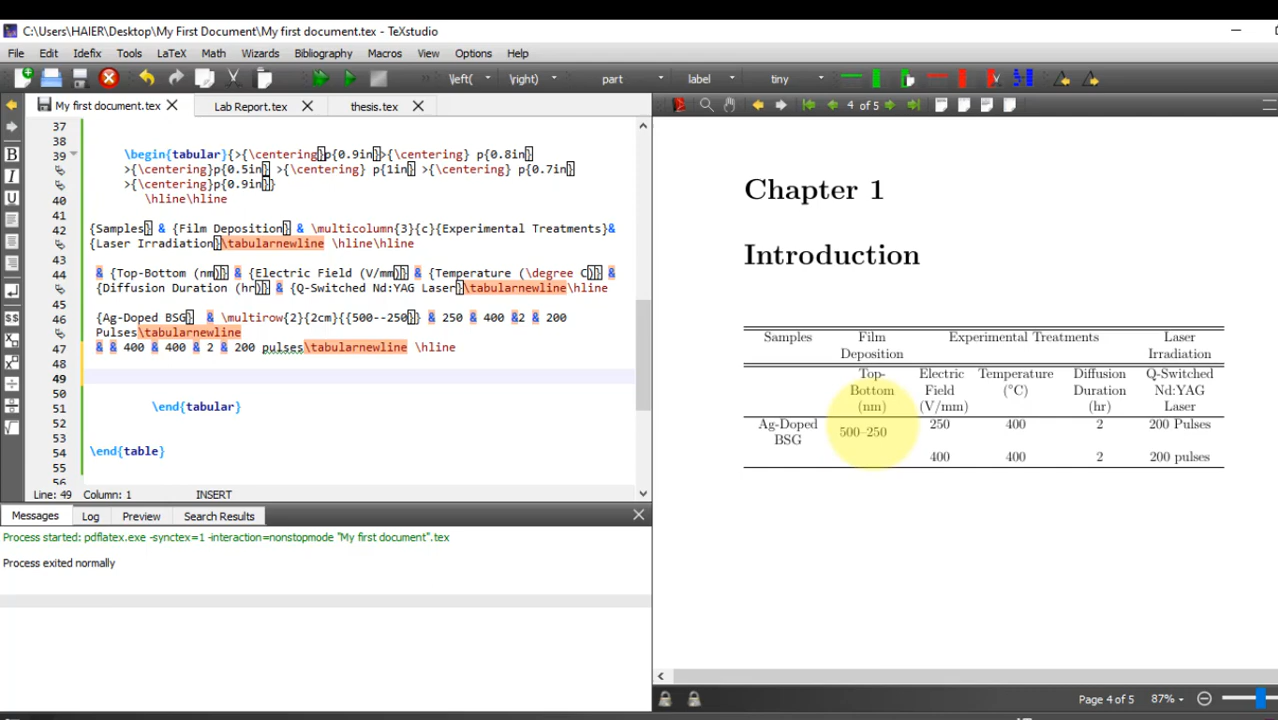 C:\Users\HAIER\Desktop\My First Document\My first document.tex - TeXstudio
File Edit Idefix Tools LaTeX Math Wizards Bibliography Macros View Options Help
\left( \right) part label tiny
My first document.tex Lab Report.tex thesis.tex
4 of 5
37
38
39 \begin{tabular}{>{\centering}p{0.9in}>{\centering} p{0.8in}
>{\centering}p{0.5in} >{\centering} p{1in} >{\centering} p{0.7in}
>{\centering}p{0.9in}}
40 \hline\hline
41
42 {Samples} & {Film Deposition} & \multicolumn{3}{c}{Experimental Treatments}&
{Laser Irradiation}\tabularnewline \hline\hline
43
44 & {Top-Bottom (nm)} & {Electric Field (V/mm)} & {Temperature (\degree C)} &
{Diffusion Duration (hr)} & {Q-Switched Nd:YAG Laser}\tabularnewline\hline
45
46 {Ag-Doped BSG} & \multirow{2}{2cm}{{500--250}} & 250 & 400 &2 & 200
Pulses\tabularnewline
47 & & 400 & 400 & 2 & 200 pulses\tabularnewline \hline
48
49
50
51 \end{tabular}
52
53
54 \end{table}
55
56
Line: 49 Column: 1 INSERT
Messages Log Preview Search Results
Process started: pdflatex.exe -synctex=1 -interaction=nonstopmode "My first document".tex
Process exited normally
Chapter 1
Introduction
Samples Film Experimental Treatments Laser
Deposition Irradiation
Top- Electric Temperature Diffusion Q-Switched
Bottom Field (°C) Duration Nd:YAG
(nm) (V/mm) (hr) Laser
Ag-Doped 500–250 250 400 2 200 Pulses
BSG
400 400 2 200 pulses
Page 4 of 5 87%